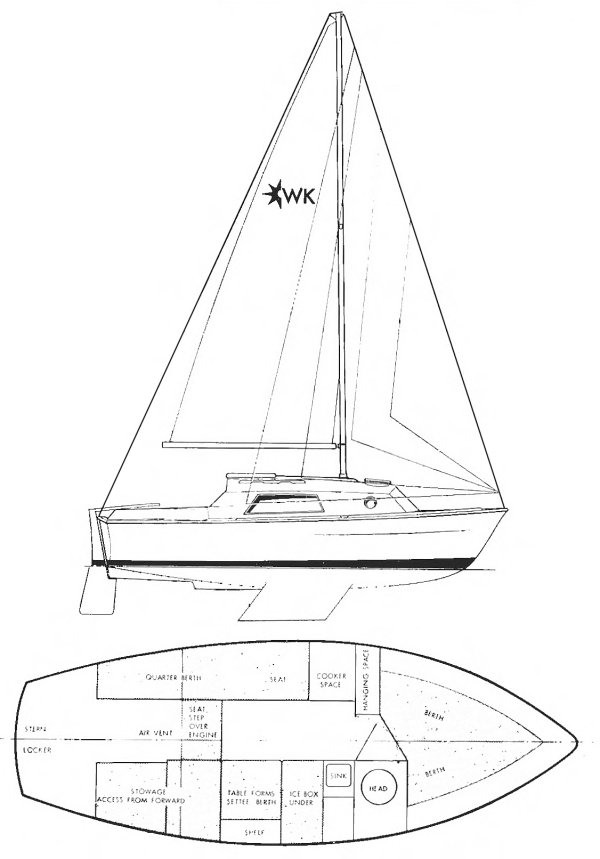 WK
QUARTER BERTH
SEAT
COOKER
SPACE
HANGING SPACE
BERTH
STERN
LOCKER
AIR VENT
SEAT,
STEP
OVER
ENGINE
BERTH
STOWAGE
ACCESS FROM FORWARD
TABLE FORMS
SETTEE BERTH
SHELF
ICE BOX
UNDER
SINK
HEAD